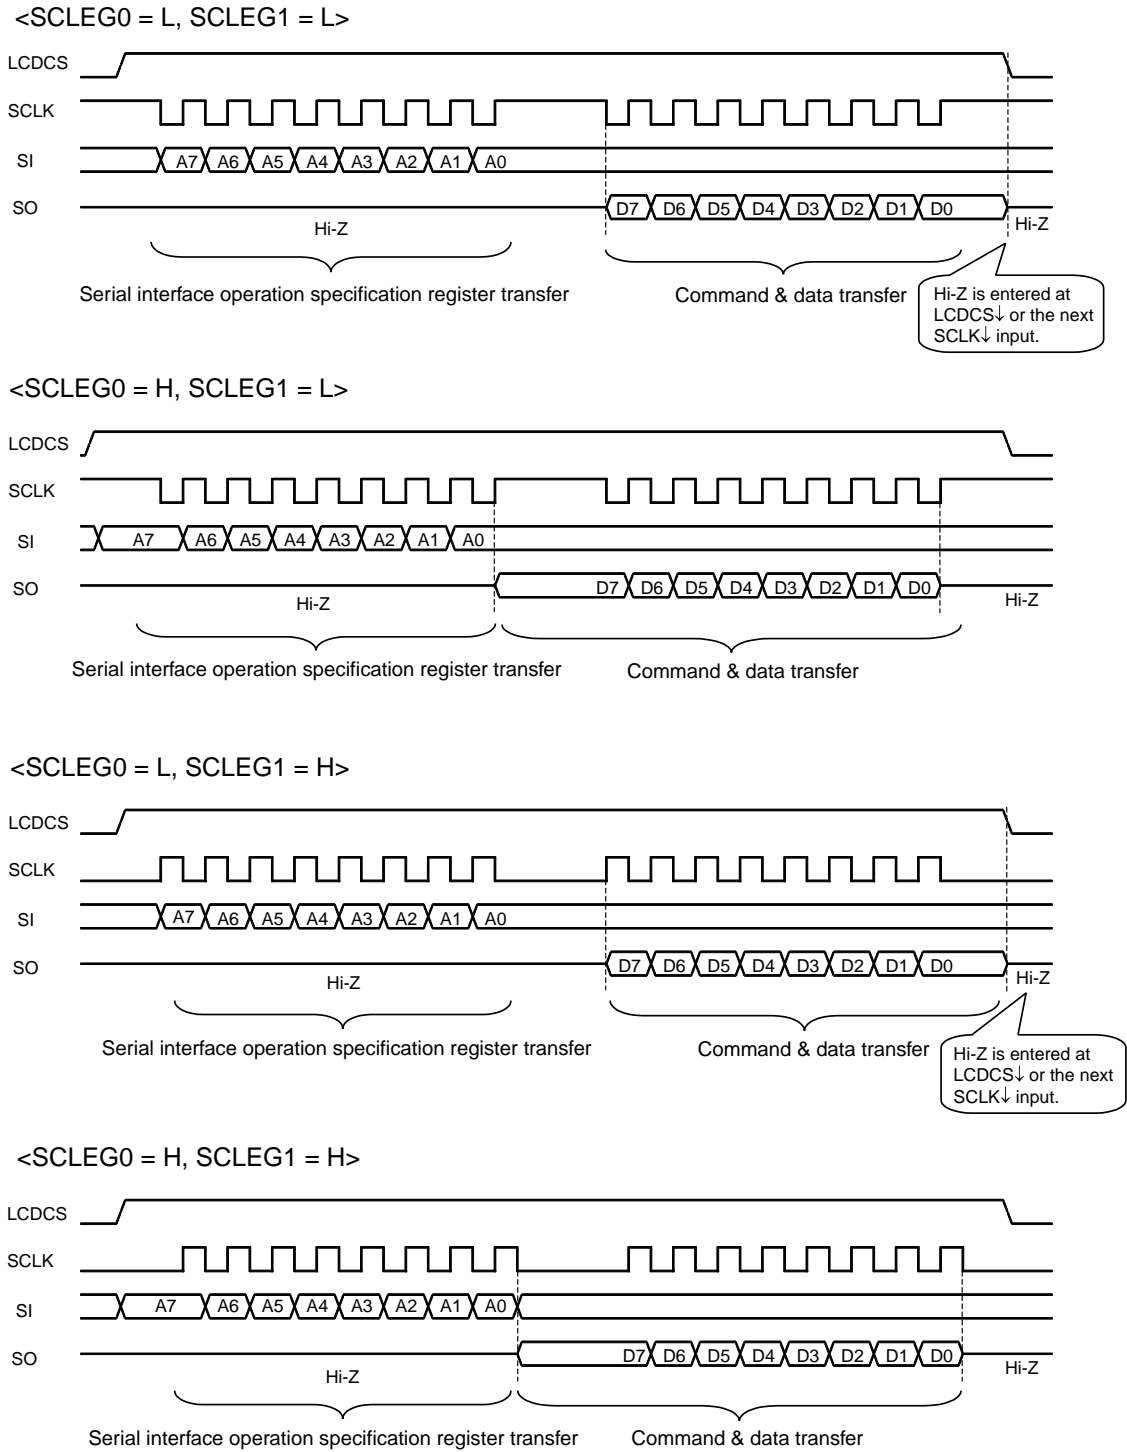 <SCLEG0 = L, SCLEG1 = L>
LCDCS
SCLK
SI A7 A6 A5 A4 A3 A2 A1 A0
SO D7 D6 D5 D4 D3 D2 D1 D0
Hi-Z Hi-Z
Serial interface operation specification register transfer Command & data transfer
Hi-Z is entered at
LCDCS↓ or the next
SCLK↓ input.
<SCLEG0 = H, SCLEG1 = L>
LCDCS
SCLK
SI A7 A6 A5 A4 A3 A2 A1 A0
SO D7 D6 D5 D4 D3 D2 D1 D0
Hi-Z Hi-Z
Serial interface operation specification register transfer Command & data transfer
<SCLEG0 = L, SCLEG1 = H>
LCDCS
SCLK
SI A7 A6 A5 A4 A3 A2 A1 A0
SO D7 D6 D5 D4 D3 D2 D1 D0
Hi-Z Hi-Z
Serial interface operation specification register transfer Command & data transfer
Hi-Z is entered at
LCDCS↓ or the next
SCLK↓ input.
<SCLEG0 = H, SCLEG1 = H>
LCDCS
SCLK
SI A7 A6 A5 A4 A3 A2 A1 A0
SO D7 D6 D5 D4 D3 D2 D1 D0
Hi-Z Hi-Z
Serial interface operation specification register transfer Command & data transfer